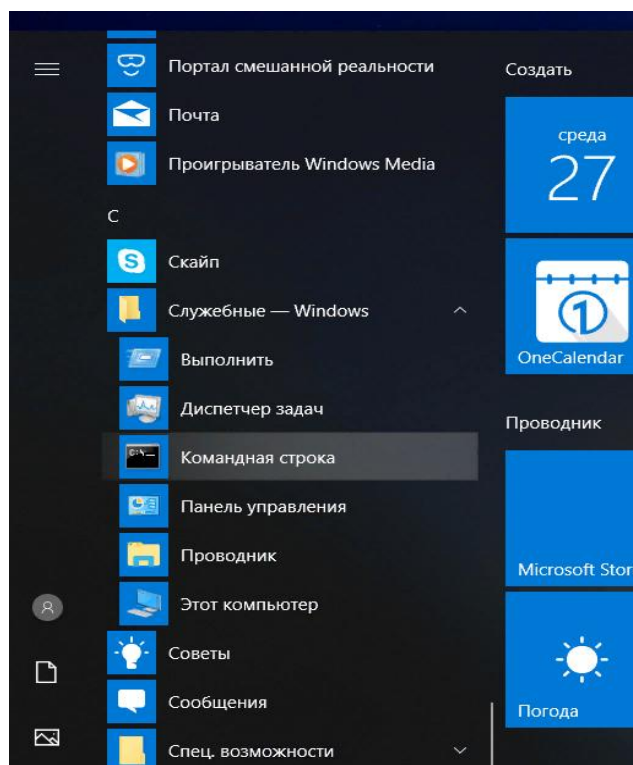 Портал смешанной реальности
Почта
Проигрыватель Windows Media
С
Скайп
Служебные — Windows
Выполнить
Диспетчер задач
Командная строка
Панель управления
Проводник
Этот компьютер
Советы
Сообщения
Спец. возможности
Создать
среда
27
1
OneCalendar
Проводник
Microsoft Stor
Погода